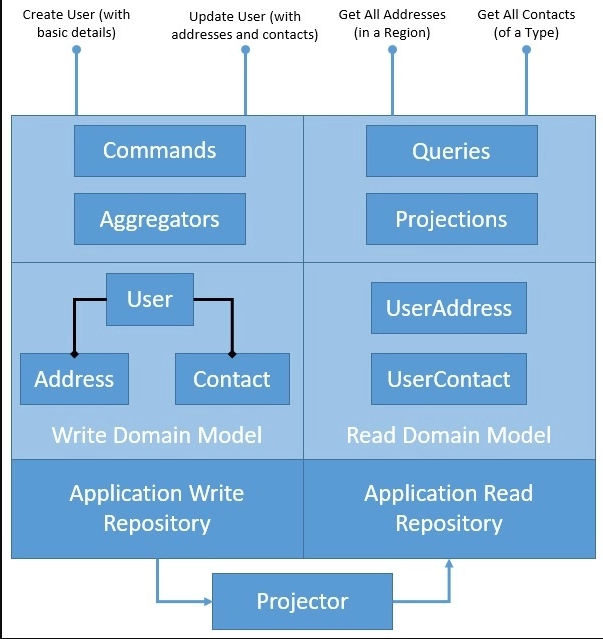 Create User (with
basic details)
Update User (with
addresses and contacts)
Get All Addresses
(in a Region)
Get All Contacts
(of a Type)
Commands
Queries
Aggregators
Projections
User
UserAddress
Address
Contact
UserContact
Write Domain Model
Read Domain Model
Application Write
Repository
Application Read
Repository
Projector